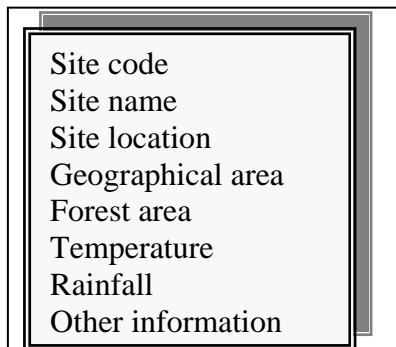 Site code
Site name
Site location
Geographical area
Forest area
Temperature
Rainfall
Other information